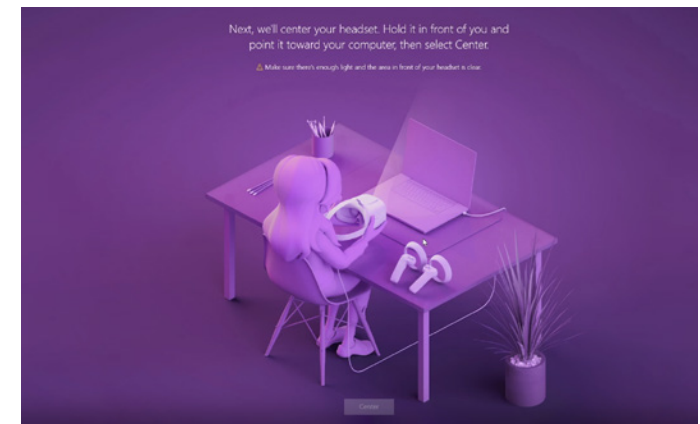 Next, we'll center your headset. Hold it in front of you and
point it toward your computer, then select Center.
Make sure there's enough light and the area in front of your headset is clear.
Center